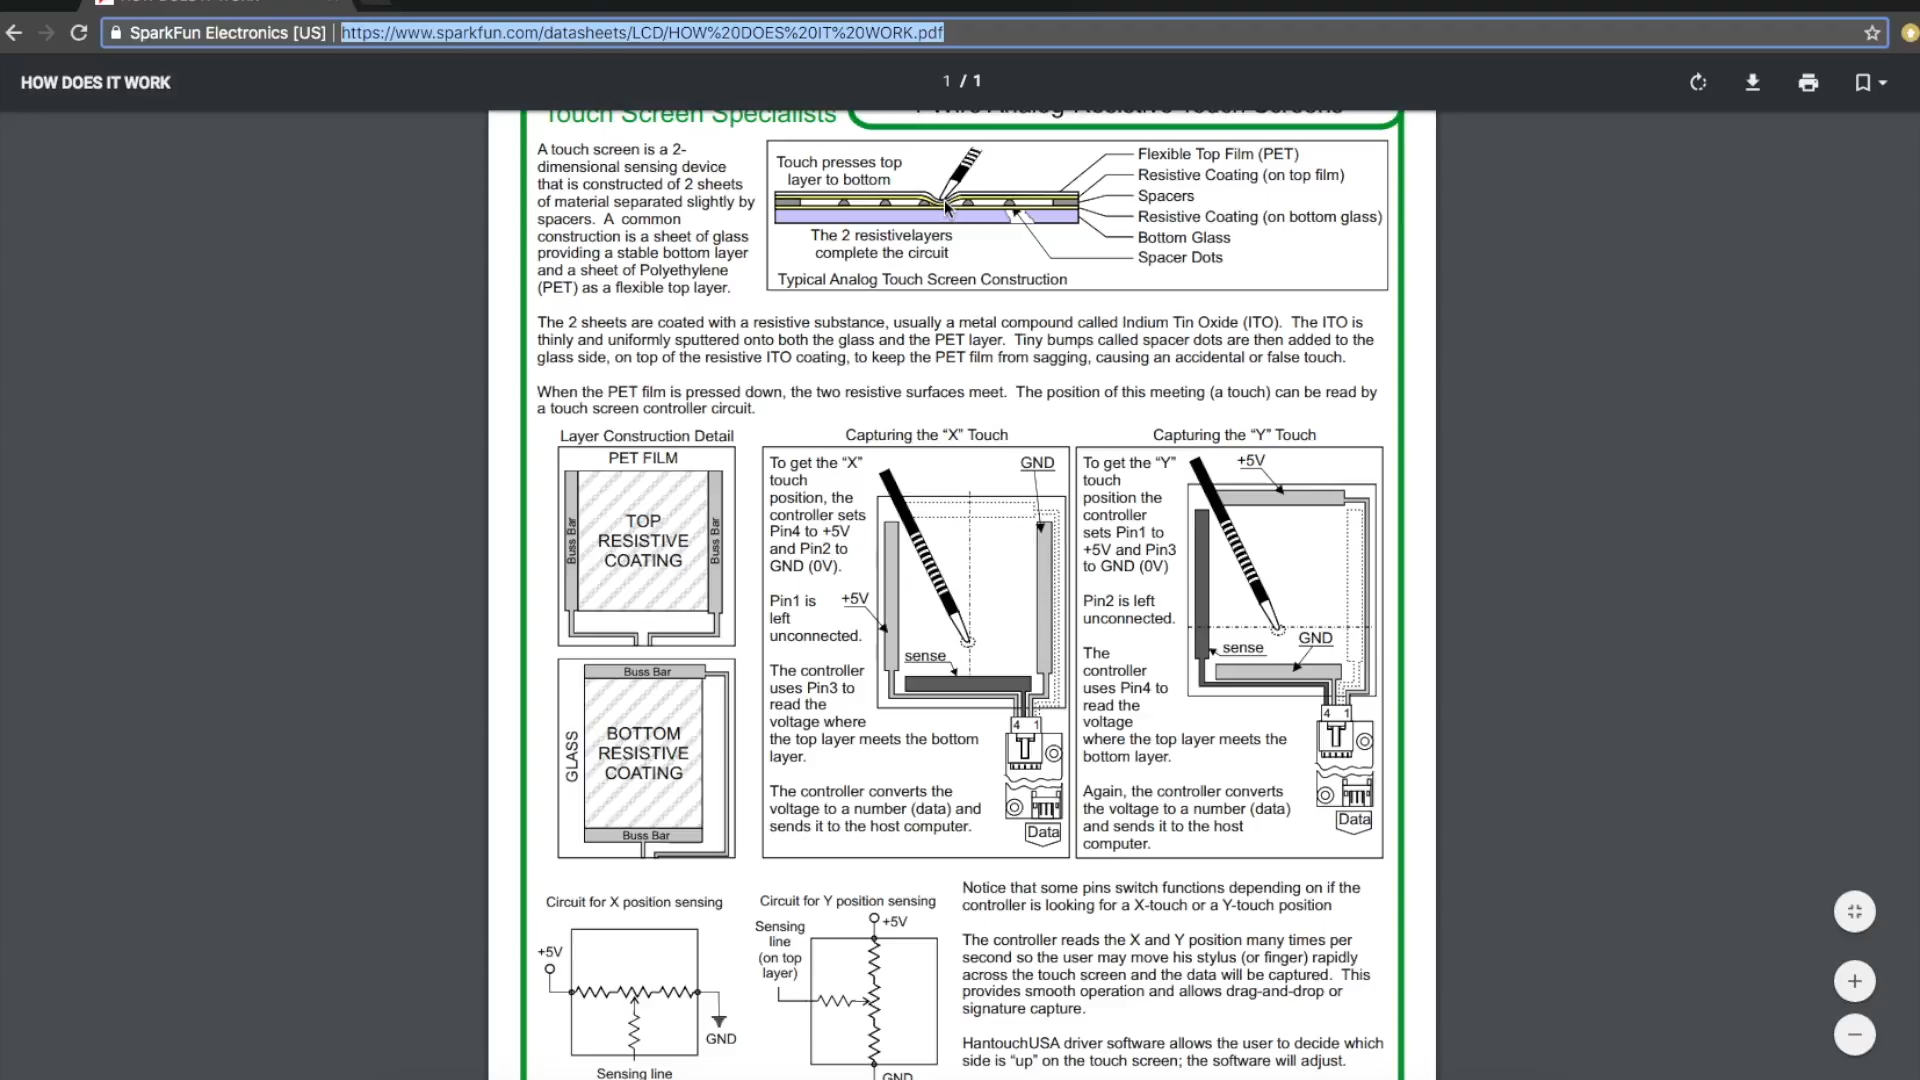 HOW DOES IT WORK
SparkFun Electronics [US] | https://www.sparkfun.com/datasheets/LCD/HOW%20DOES%20IT%20WORK.pdf
HOW DOES IT WORK
1 / 1
Touch Screen Specialists
4-Wire Analog Resistive Touch Screens
A touch screen is a 2-
dimensional sensing device
that is constructed of 2 sheets
of material separated slightly by
spacers. A common
construction is a sheet of glass
providing a stable bottom layer
and a sheet of Polyethylene
(PET) as a flexible top layer.
Touch presses top
layer to bottom
The 2 resistivelayers
complete the circuit
Typical Analog Touch Screen Construction
Flexible Top Film (PET)
Resistive Coating (on top film)
Spacers
Resistive Coating (on bottom glass)
Bottom Glass
Spacer Dots
The 2 sheets are coated with a resistive substance, usually a metal compound called Indium Tin Oxide (ITO). The ITO is
thinly and uniformly sputtered onto both the glass and the PET layer. Tiny bumps called spacer dots are then added to the
glass side, on top of the resistive ITO coating, to keep the PET film from sagging, causing an accidental or false touch.
When the PET film is pressed down, the two resistive surfaces meet. The position of this meeting (a touch) can be read by
a touch screen controller circuit.
Layer Construction Detail
PET FILM
Buss Bar
TOP
RESISTIVE
COATING
Buss Bar
GLASS
Buss Bar
BOTTOM
RESISTIVE
COATING
Buss Bar
Capturing the “X” Touch
To get the “X”
touch
position, the
controller sets
Pin4 to +5V
and Pin2 to
GND (0V).
Pin1 is
left
unconnected.
The controller
uses Pin3 to
read the
voltage where
the top layer meets the bottom
layer.
The controller converts the
voltage to a number (data) and
sends it to the host computer.
GND
+5V
sense
4 1
Data
Capturing the “Y” Touch
To get the “Y”
touch
position the
controller
sets Pin1 to
+5V and Pin3
to GND (0V)
Pin2 is left
unconnected.
The
controller
uses Pin4 to
read the
voltage
where the top layer meets the
bottom layer.
Again, the controller converts
the voltage to a number (data)
and sends it to the host
computer.
+5V
GND
sense
4 1
Data
Circuit for X position sensing
+5V
GND
Sensing line
Circuit for Y position sensing
Sensing
line
(on top
layer)
+5V
GND
Notice that some pins switch functions depending on if the
controller is looking for a X-touch or a Y-touch position
The controller reads the X and Y position many times per
second so the user may move his stylus (or finger) rapidly
across the touch screen and the data will be captured. This
provides smooth operation and allows drag-and-drop or
signature capture.
HantouchUSA driver software allows the user to decide which
side is “up” on the touch screen; the software will adjust.